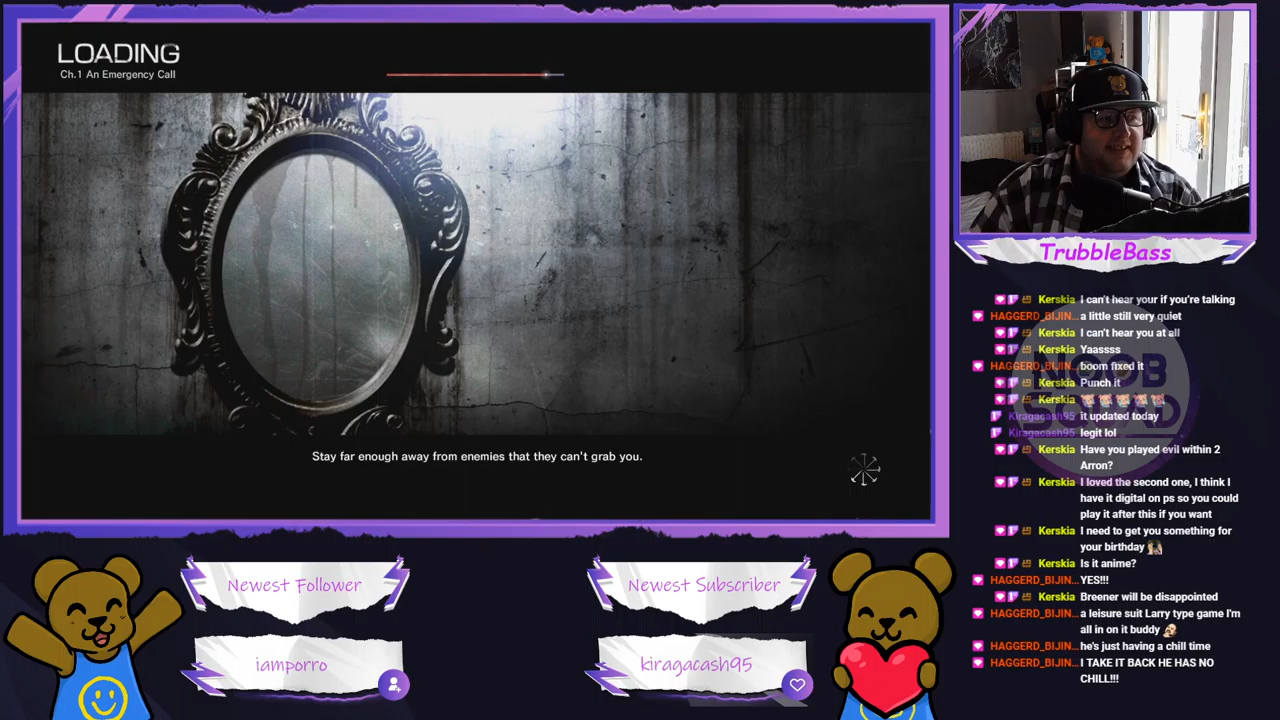 LOADING
Ch.1 An Emergency Call
Stay far enough away from enemies that they can't grab you.
TrubbleBass
Kerskia I can't hear your if you're talking
HAGGERD_BIJIN... a little still very quiet
Kerskia I can't hear you at all
Kerskia Yaassss
HAGGERD_BIJIN... boom fixed it
Kerskia Punch it
Kerskia
Kiragacash95 it updated today
Kiragacash95 legit lol
Kerskia Have you played evil within 2
Arron?
Kerskia I loved the second one, I think I
have it digital on ps so you could
play it after this if you want
Kerskia I need to get you something for
your birthday
Kerskia Is it anime?
HAGGERD_BIJIN... YES!!!
Kerskia Breener will be disappointed
HAGGERD_BIJIN... a leisure suit Larry type game I'm
all in on it buddy
HAGGERD_BIJIN... he's just having a chill time
HAGGERD_BIJIN... I TAKE IT BACK HE HAS NO
CHILL!!!
NOOB
SQUAD
Newest Follower
iamporro
Newest Subscriber
kiragacash95